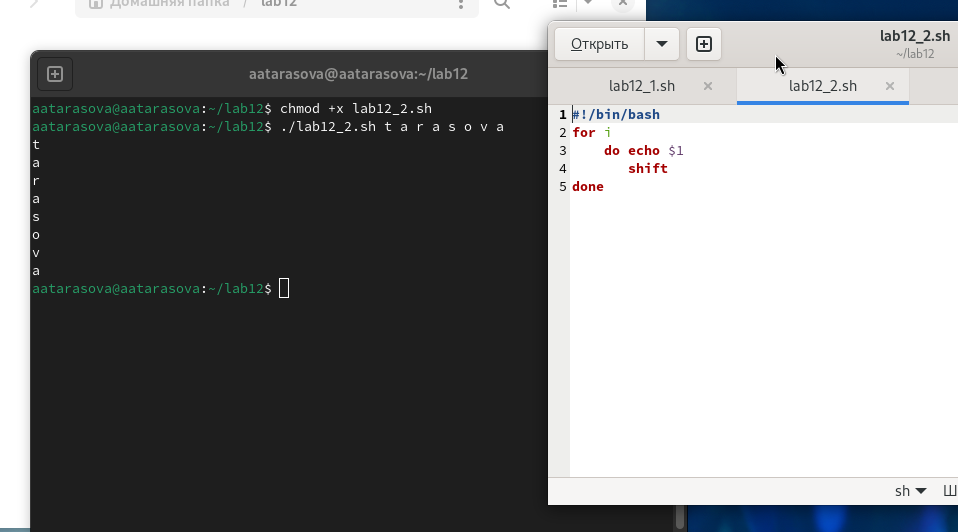 Домашняя папка / lab12
aatarasova@aatarasova:~/lab12
aatarasova@aatarasova:~/lab12$ chmod +x lab12_2.sh
aatarasova@aatarasova:~/lab12$ ./lab12_2.sh t a r a s o v a
t
a
r
a
s
o
v
a
aatarasova@aatarasova:~/lab12$
Открыть
lab12_2.sh
~/lab12
lab12_1.sh
lab12_2.sh
1 #!/bin/bash
2 for i
3 do echo $1
4 shift
5 done
sh